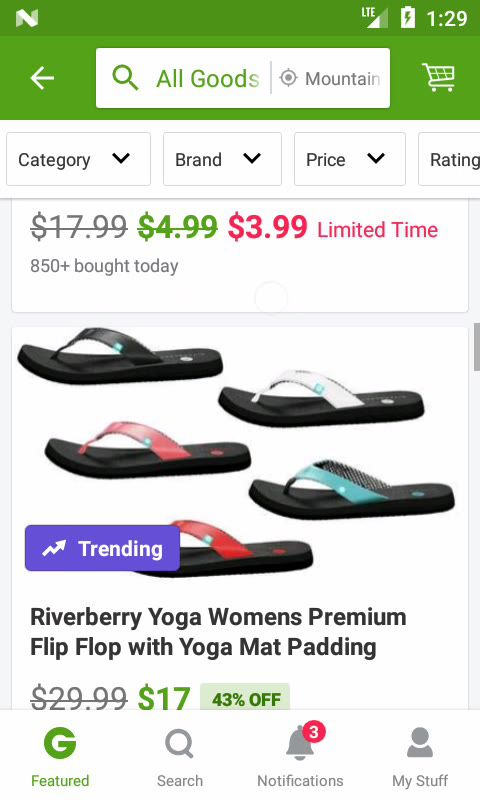 LTE
1:29
All Goods
Mountain
Category
Brand
Price
Rating
$17.99 $4.99 $3.99 Limited Time
850+ bought today
Trending
Riverberry Yoga Womens Premium
Flip Flop with Yoga Mat Padding
$29.99 $17 43% OFF
3
Featured
Search
Notifications
My Stuff